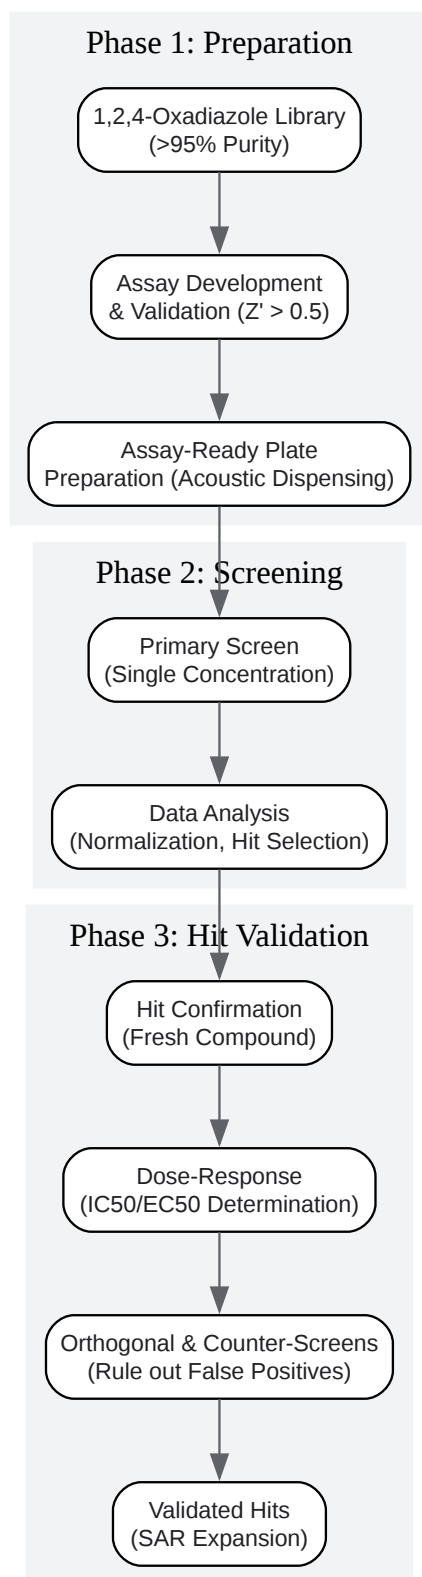 Phase 1: Preparation
1,2,4-Oxadiazole Library
(>95% Purity)
Assay Development
& Validation (Z' > 0.5)
Assay-Ready Plate
Preparation (Acoustic Dispensing)
Phase 2: Screening
Primary Screen
(Single Concentration)
Data Analysis
(Normalization, Hit Selection)
Phase 3: Hit Validation
Hit Confirmation
(Fresh Compound)
Dose-Response
(IC50/EC50 Determination)
Orthogonal & Counter-Screens
(Rule out False Positives)
Validated Hits
(SAR Expansion)